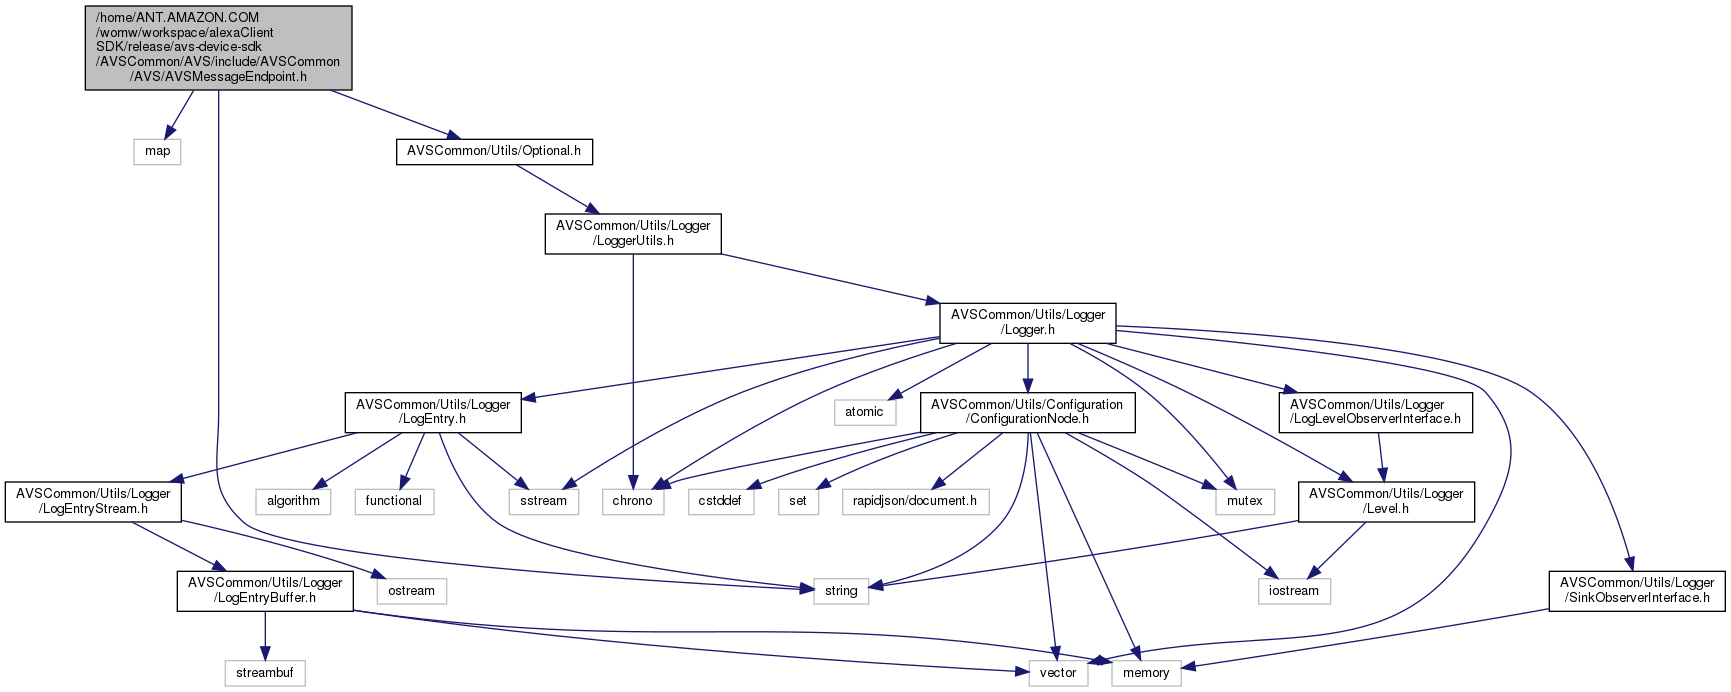 /home/ANT.AMAZON.COM
/womw/workspace/alexaClient
SDK/release/avs-device-sdk
/AVSCommon/AVS/include/AVSCommon
/AVS/AVSMessageEndpoint.h
map
AVSCommon/Utils/Optional.h
AVSCommon/Utils/Logger
/LoggerUtils.h
AVSCommon/Utils/Logger
/Logger.h
AVSCommon/Utils/Logger
/LogEntry.h
atomic
AVSCommon/Utils/Configuration
/ConfigurationNode.h
AVSCommon/Utils/Logger
/LogLevelObserverInterface.h
AVSCommon/Utils/Logger
/LogEntryStream.h
algorithm
functional
sstream
chrono
cstddef
set
rapidjson/document.h
mutex
AVSCommon/Utils/Logger
/Level.h
AVSCommon/Utils/Logger
/LogEntryBuffer.h
ostream
string
iostream
AVSCommon/Utils/Logger
/SinkObserverInterface.h
streambuf
vector
memory